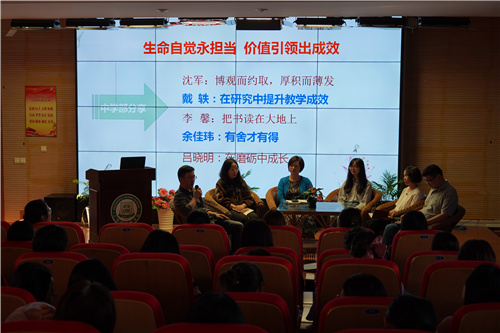 生命自觉永担当 价值引领出成效
中学部分享
沈军：博观而约取，厚积而薄发
戴 轶：在研究中提升教学成效
李 馨：把书读在大地上
余佳玮：有舍才有得
吕晓明：在磨砺中成长